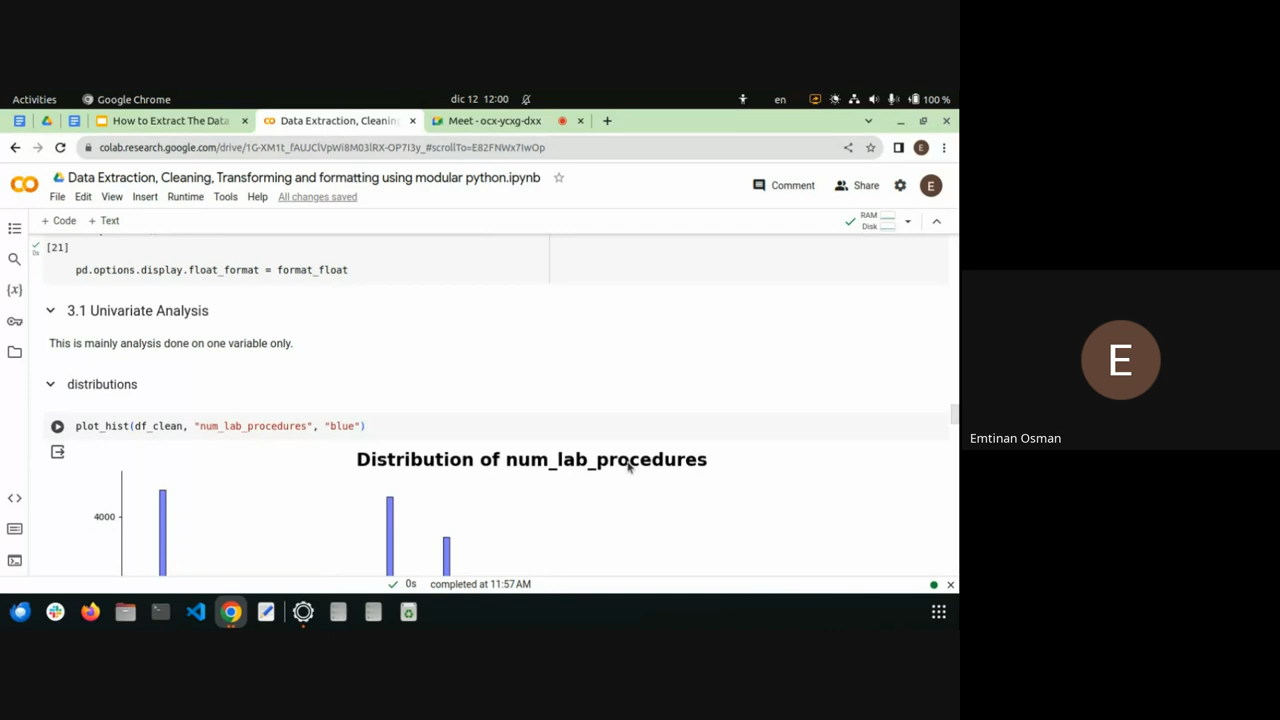 Activities Google Chrome dic 12 12:00 en 100 %
How to Extract The Data Data Extraction, Cleanin Meet - ocx-ycxg-dxx
colab.research.google.com/drive/1G-XM1t_fAUJClVpWi8M03lRX-OP7I3y_#scrollTo=E82FNWx7IwOp E
Data Extraction, Cleaning, Transforming and formatting using modular python.ipynb
Comment Share E
File Edit View Insert Runtime Tools Help All changes saved
+ Code + Text RAM
Disk
[21]
0s
pd.options.display.float_format = format_float
3.1 Univariate Analysis
This is mainly analysis done on one variable only.
distributions
plot_hist(df_clean, "num_lab_procedures", "blue")
Distribution of num_lab_procedures
4000
0s completed at 11:57 AM
E
Emtinan Osman